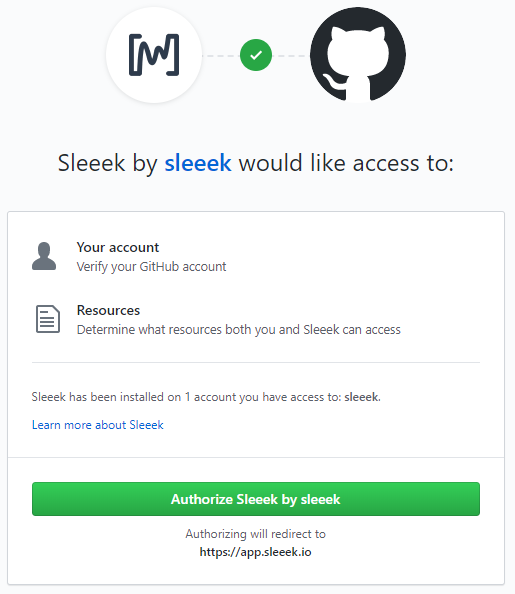 Sleeek by sleeek would like access to:
Your account
Verify your GitHub account
Resources
Determine what resources both you and Sleeek can access
Sleeek has been installed on 1 account you have access to: sleeek.
Learn more about Sleeek
Authorize Sleeek by sleeek
Authorizing will redirect to
https://app.sleeek.io